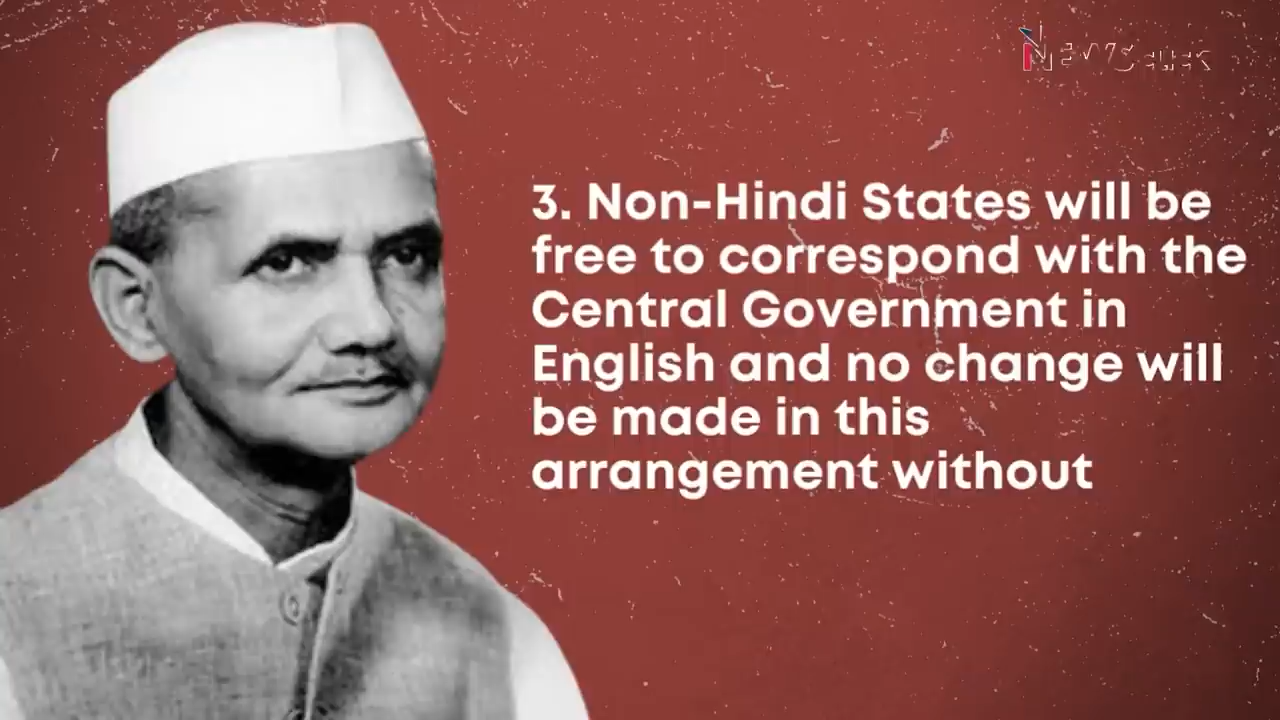 NEWSCLICK
3. Non-Hindi States will be
free to correspond with the
Central Government in
English and no change will
be made in this
arrangement without